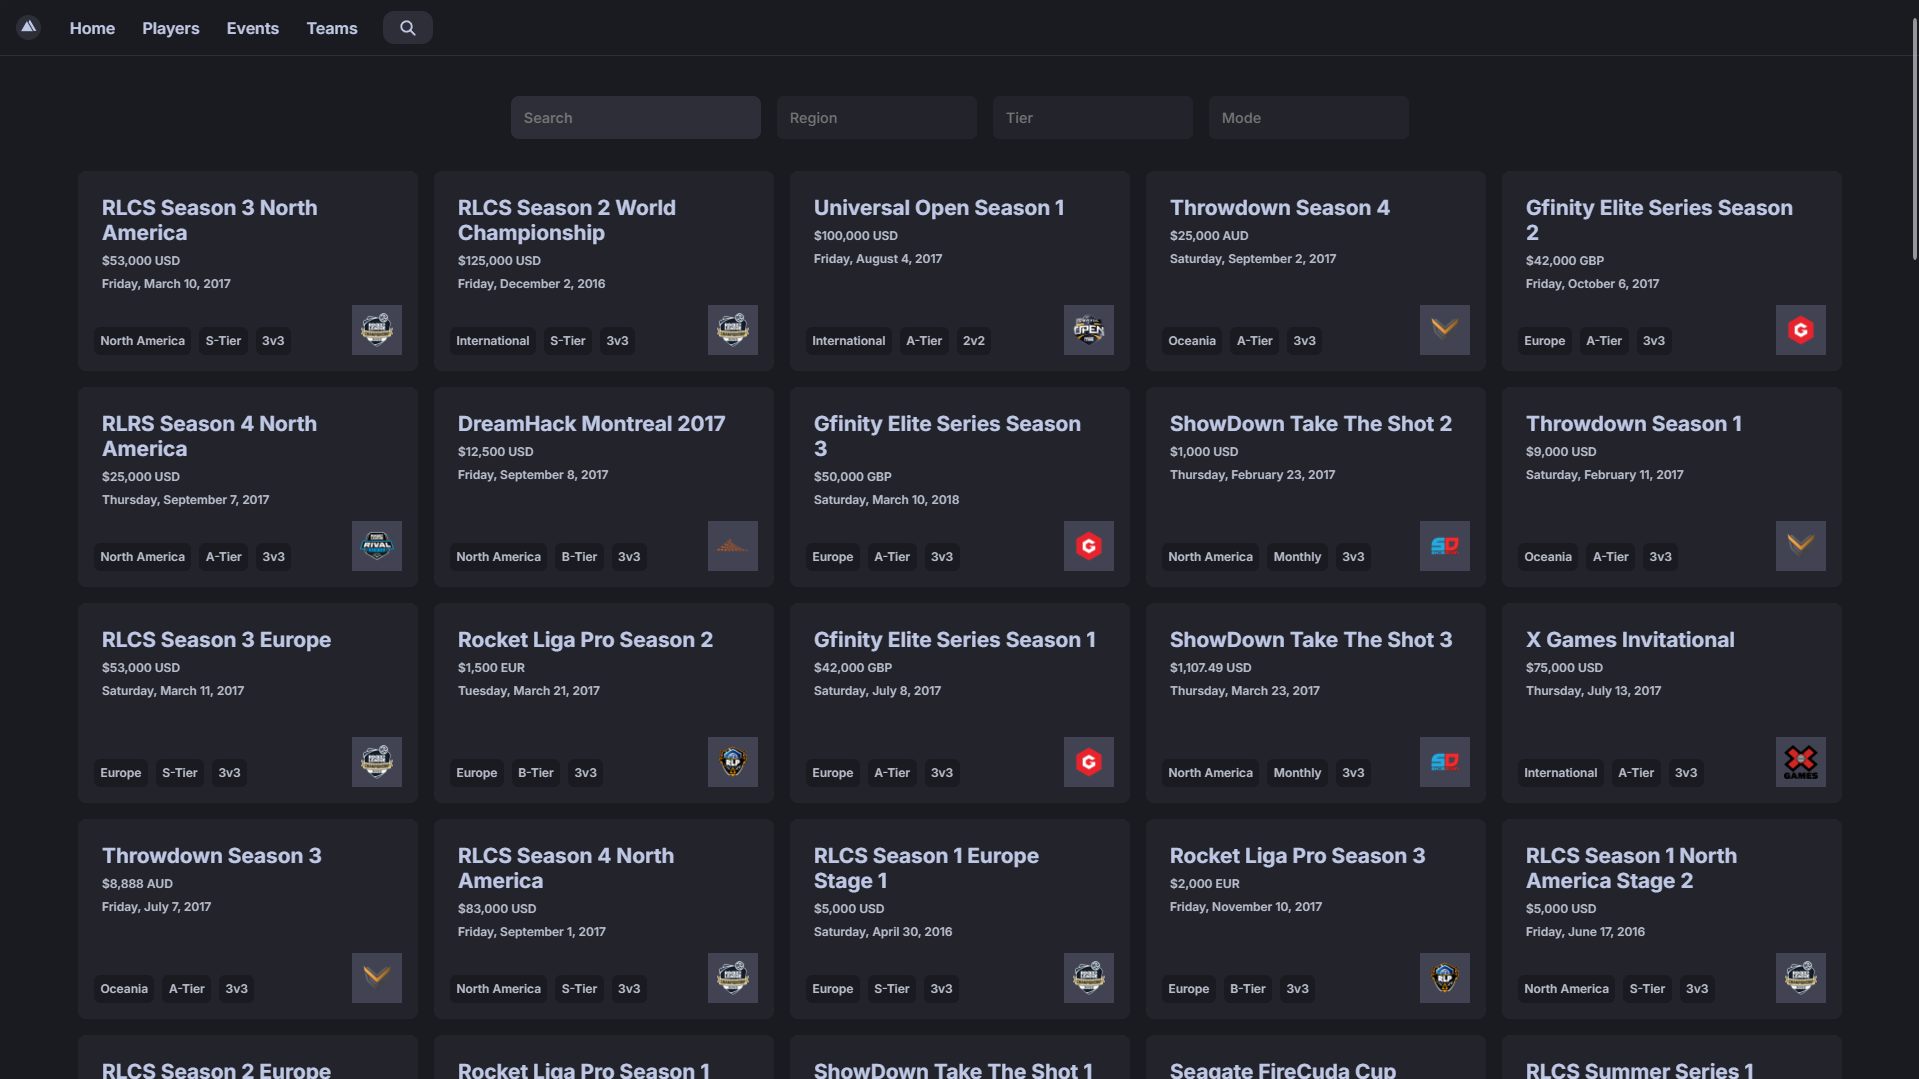 Home
Players
Events
Teams
Search
Region
Tier
Mode
RLCS Season 3 North
America
$53,000 USD
Friday, March 10, 2017
North America
S-Tier
3v3
RLCS Season 2 World
Championship
$125,000 USD
Friday, December 2, 2016
International
S-Tier
3v3
Universal Open Season 1
$100,000 USD
Friday, August 4, 2017
International
A-Tier
2v2
OPEN
Throwdown Season 4
$25,000 AUD
Saturday, September 2, 2017
Oceania
A-Tier
3v3
Gfinity Elite Series Season
2
$42,000 GBP
Friday, October 6, 2017
Europe
A-Tier
3v3
RLRS Season 4 North
America
$25,000 USD
Thursday, September 7, 2017
North America
A-Tier
3v3
RIVAL
DreamHack Montreal 2017
$12,500 USD
Friday, September 8, 2017
North America
B-Tier
3v3
Gfinity Elite Series Season
3
$50,000 GBP
Saturday, March 10, 2018
Europe
A-Tier
3v3
ShowDown Take The Shot 2
$1,000 USD
Thursday, February 23, 2017
North America
Monthly
3v3
SD
Throwdown Season 1
$9,000 USD
Saturday, February 11, 2017
Oceania
A-Tier
3v3
RLCS Season 3 Europe
$53,000 USD
Saturday, March 11, 2017
Europe
S-Tier
3v3
Rocket Liga Pro Season 2
$1,500 EUR
Tuesday, March 21, 2017
Europe
B-Tier
3v3
RLP
Gfinity Elite Series Season 1
$42,000 GBP
Saturday, July 8, 2017
Europe
A-Tier
3v3
ShowDown Take The Shot 3
$1,107.49 USD
Thursday, March 23, 2017
North America
Monthly
3v3
SD
X Games Invitational
$75,000 USD
Thursday, July 13, 2017
International
A-Tier
3v3
X
GAMES
Throwdown Season 3
$8,888 AUD
Friday, July 7, 2017
Oceania
A-Tier
3v3
RLCS Season 4 North
America
$83,000 USD
Friday, September 1, 2017
North America
S-Tier
3v3
RLCS Season 1 Europe
Stage 1
$5,000 USD
Saturday, April 30, 2016
Europe
S-Tier
3v3
Rocket Liga Pro Season 3
$2,000 EUR
Friday, November 10, 2017
Europe
B-Tier
3v3
RLP
RLCS Season 1 North
America Stage 2
$5,000 USD
Friday, June 17, 2016
North America
S-Tier
3v3
RLCS Season 2 Europe
Rocket Liga Pro Season 1
ShowDown Take The Shot 1
Seagate FireCuda Cup
RLCS Summer Series 1